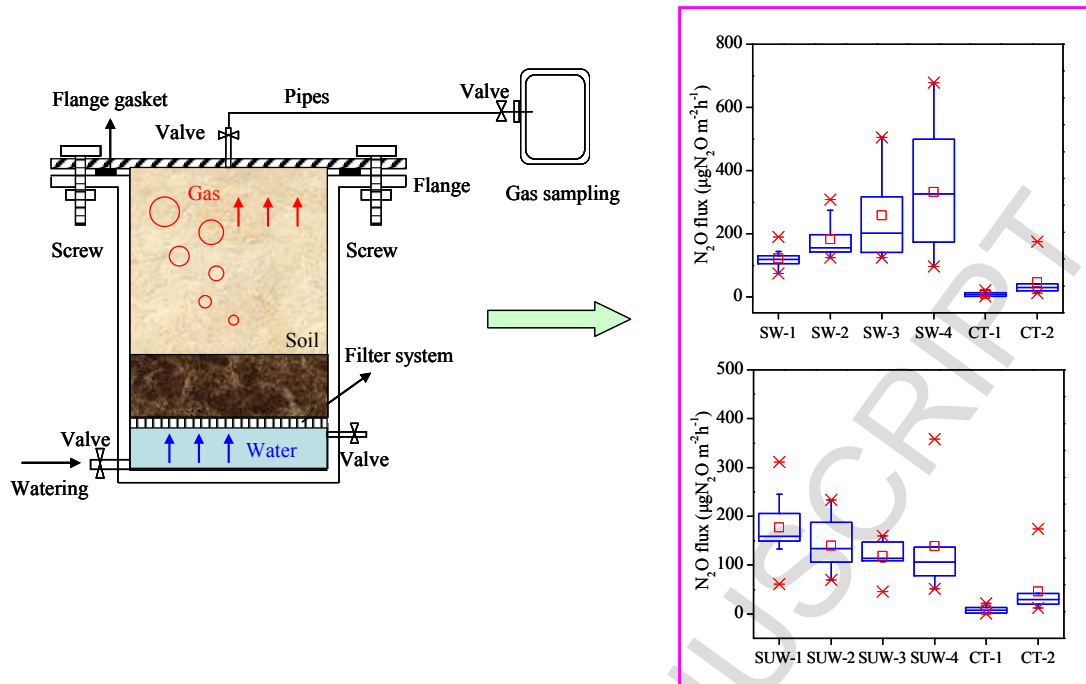 Flange gasket
Valve
Pipes
Valve
Gas sampling
Flange
Screw
Screw
Gas
Soil
Filter system
Valve
Water
Valve
Watering
N₂O flux (μgN₂O m⁻²h⁻¹)
800
600
400
200
0
SW-1 SW-2 SW-3 SW-4 CT-1 CT-2
N₂O flux (μgN₂O m⁻²h⁻¹)
500
400
300
200
100
0
SUW-1 SUW-2 SUW-3 SUW-4 CT-1 CT-2
USCRIPT